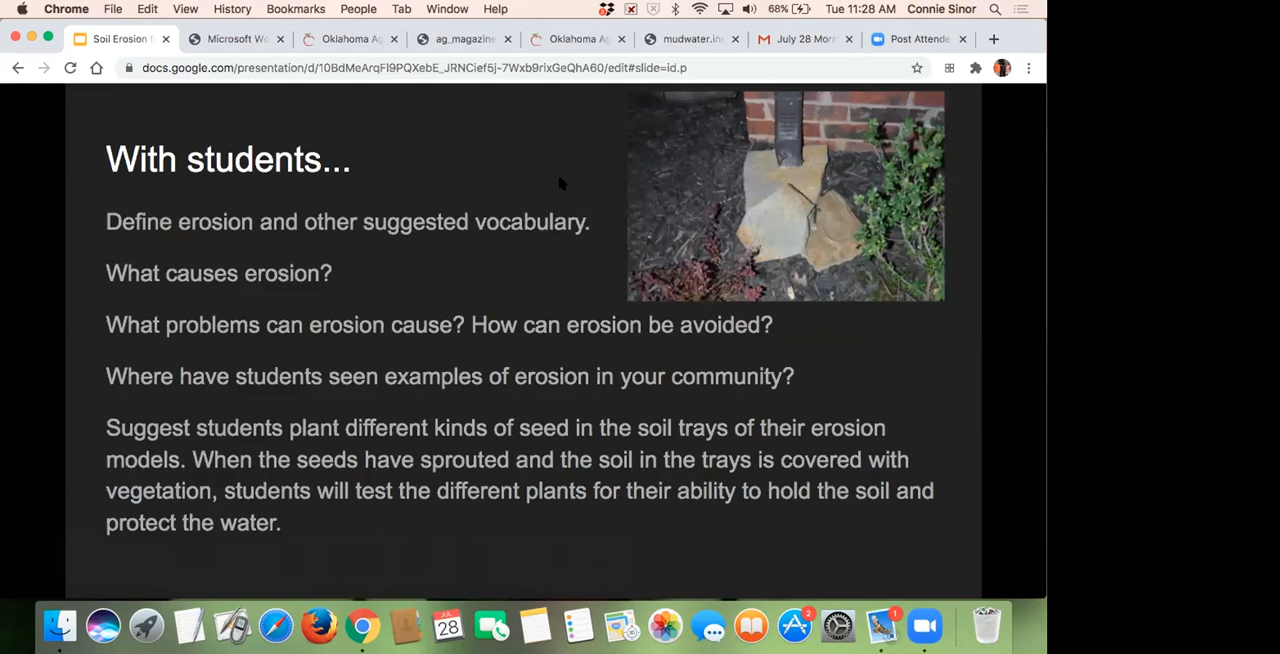 Chrome File Edit View History Bookmarks People Tab Window Help 68% Tue 11:28 AM Connie Sinor
Soil Erosion f Microsoft Wo Oklahoma Ag ag_magazine Oklahoma Ag mudwater.in July 28 Morr Post Attende
docs.google.com/presentation/d/10BdMeArqFl9PQXebE_JRNCief5j-7Wxb9rixGeQhA60/edit#slide=id.p
With students...
Define erosion and other suggested vocabulary.
What causes erosion?
What problems can erosion cause? How can erosion be avoided?
Where have students seen examples of erosion in your community?
Suggest students plant different kinds of seed in the soil trays of their erosion
models. When the seeds have sprouted and the soil in the trays is covered with
vegetation, students will test the different plants for their ability to hold the soil and
protect the water.
JUL
28
2
1